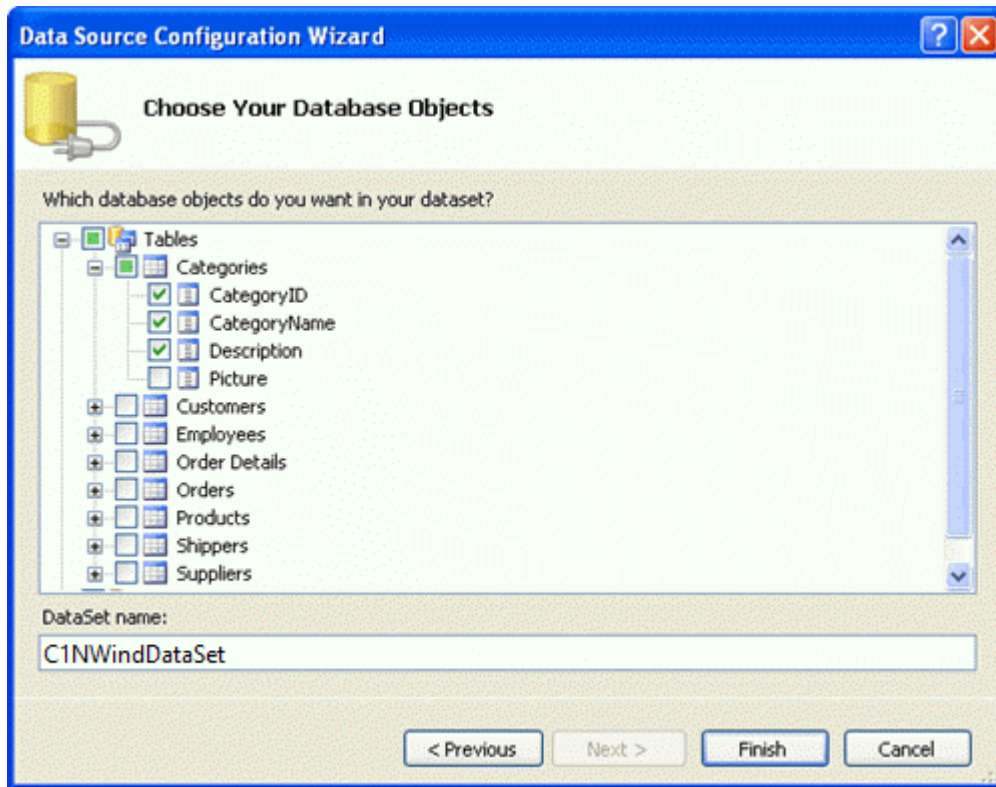 Data Source Configuration Wizard
Choose Your Database Objects
Which database objects do you want in your dataset?
Tables
Categories
CategoryID
CategoryName
Description
Picture
Customers
Employees
Order Details
Orders
Products
Shippers
Suppliers
DataSet name:
C1NWindDataSet
< Previous Next > Finish Cancel